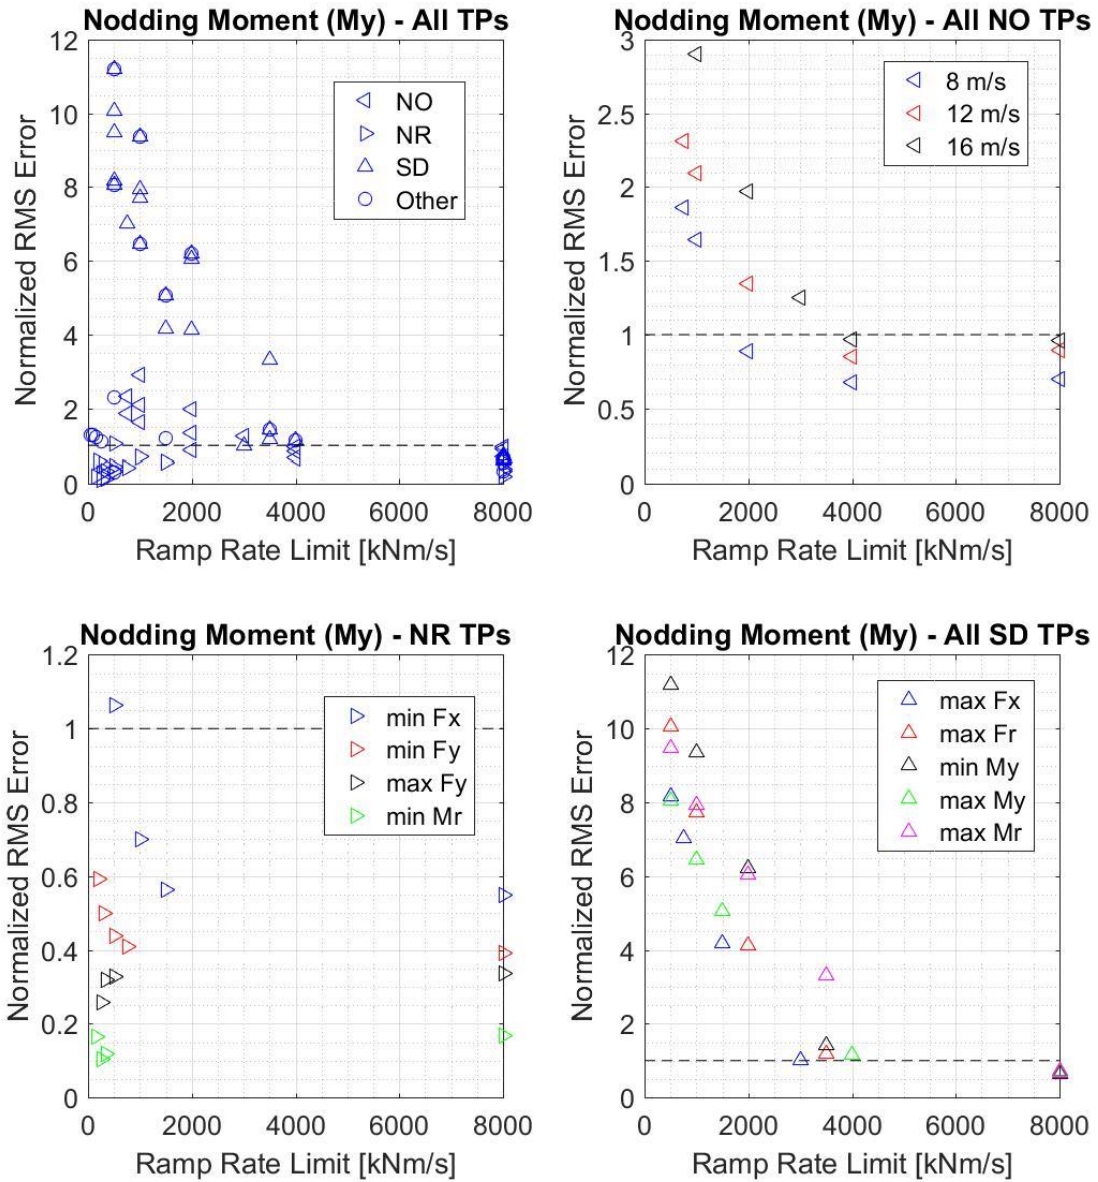 Nodding Moment (My) - All TPs
12
10
8
6
4
2
0
Normalized RMS Error
NO
NR
SD
Other
0 2000 4000 6000 8000
Ramp Rate Limit [kNm/s]
Nodding Moment (My) - All NO TPs
3
2.5
2
1.5
1
0.5
0
Normalized RMS Error
8 m/s
12 m/s
16 m/s
0 2000 4000 6000 8000
Ramp Rate Limit [kNm/s]
Nodding Moment (My) - NR TPs
1.2
1
0.8
0.6
0.4
0.2
0
Normalized RMS Error
min Fx
min Fy
max Fy
min Mr
0 2000 4000 6000 8000
Ramp Rate Limit [kNm/s]
Nodding Moment (My) - All SD TPs
12
10
8
6
4
2
0
Normalized RMS Error
max Fx
max Fr
min My
max My
max Mr
0 2000 4000 6000 8000
Ramp Rate Limit [kNm/s]